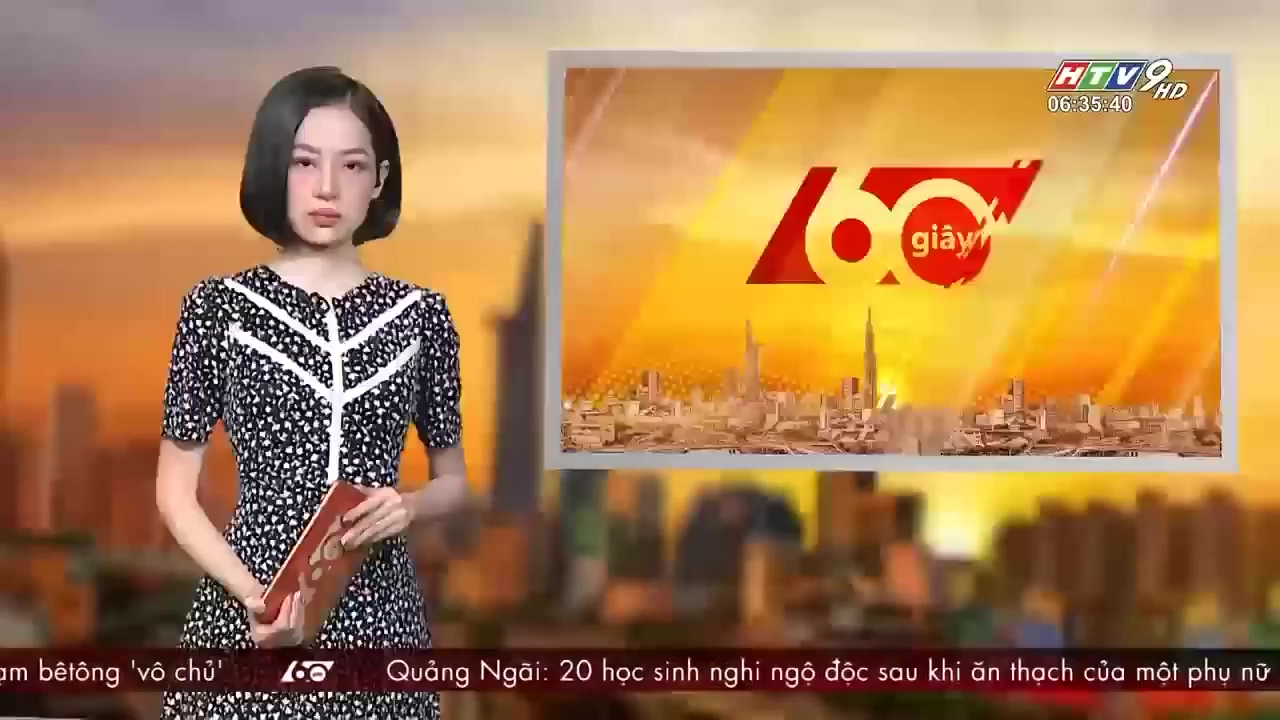 HTV9
HD
06:35:40
60
giây
am bêtông 'vô chủ' 60 Quảng Ngãi: 20 học sinh nghi ngộ độc sau khi ăn thạch của một phụ nữ